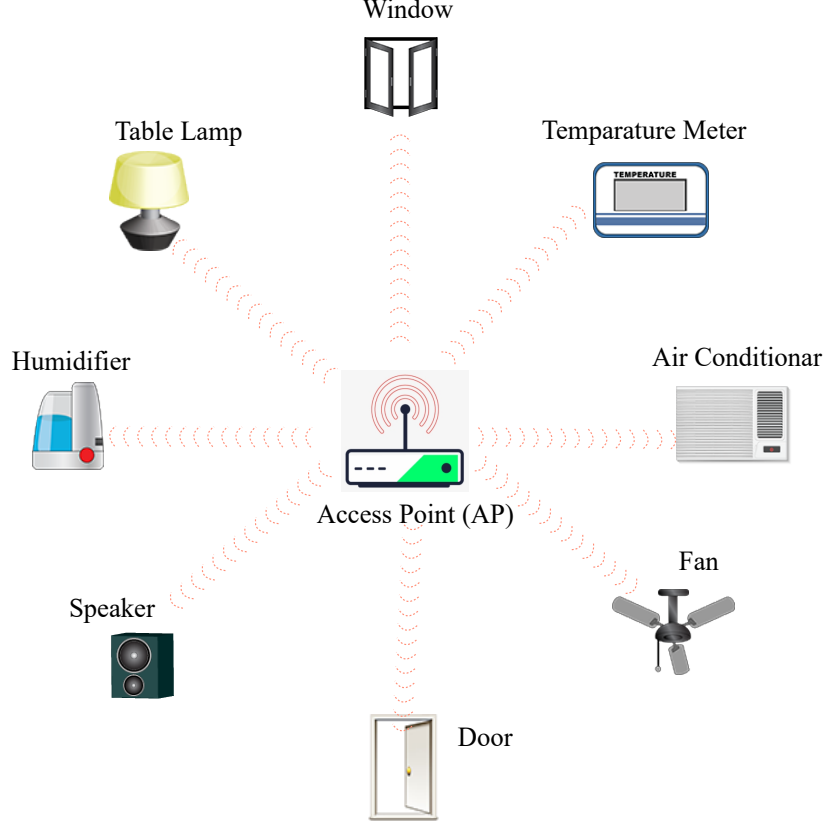 Window
Table Lamp
Temparature Meter
TEMPERATURE
Humidifier
Air Conditionar
Access Point (AP)
Fan
Speaker
Door